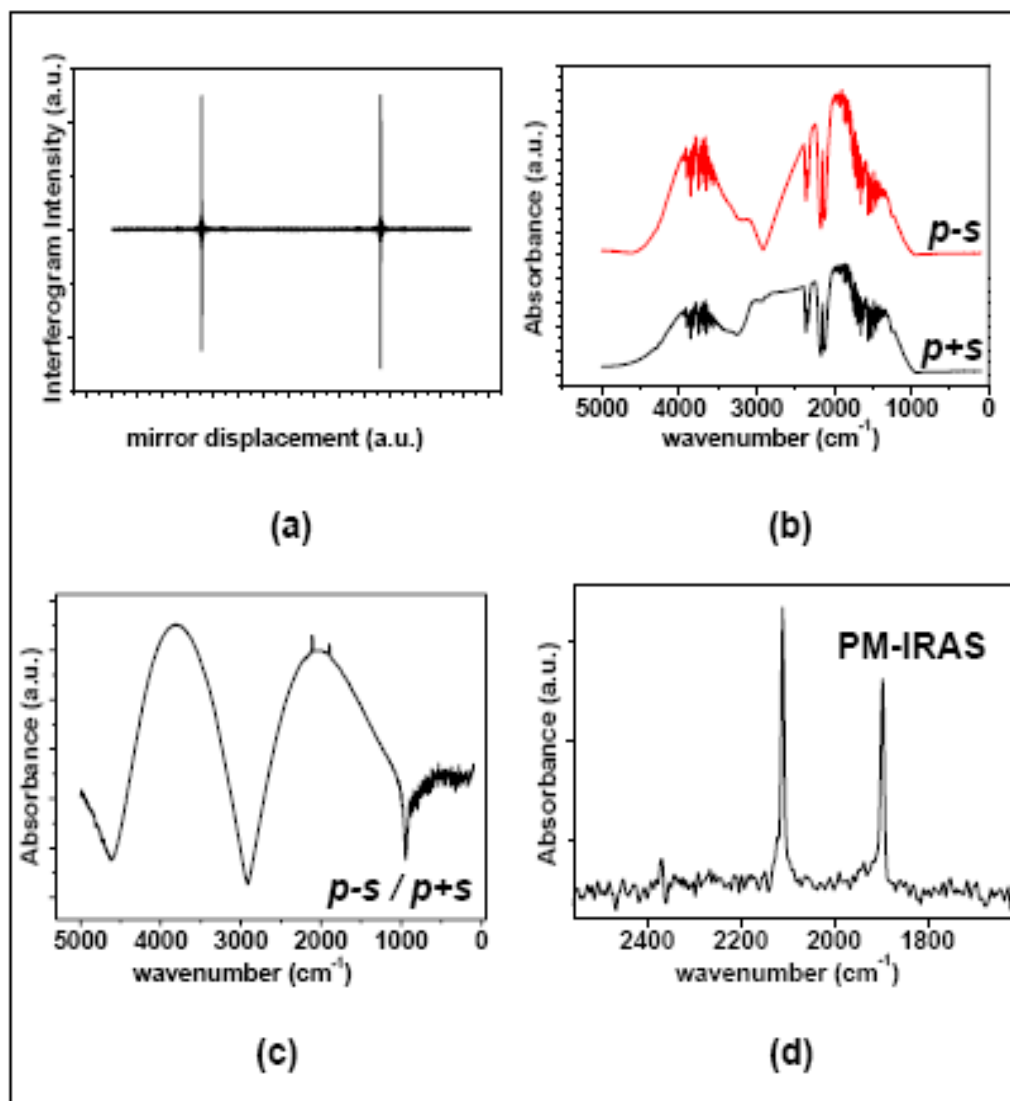 Interferogram Intensity (a.u.)
mirror displacement (a.u.)
(a)
Absorbance (a.u.)
p-s
p+s
5000 4000 3000 2000 1000 0
wavenumber (cm⁻¹)
(b)
Absorbance (a.u.)
p-s / p+s
5000 4000 3000 2000 1000 0
wavenumber (cm⁻¹)
(c)
Absorbance (a.u.)
PM-IRAS
2400 2200 2000 1800
wavenumber (cm⁻¹)
(d)